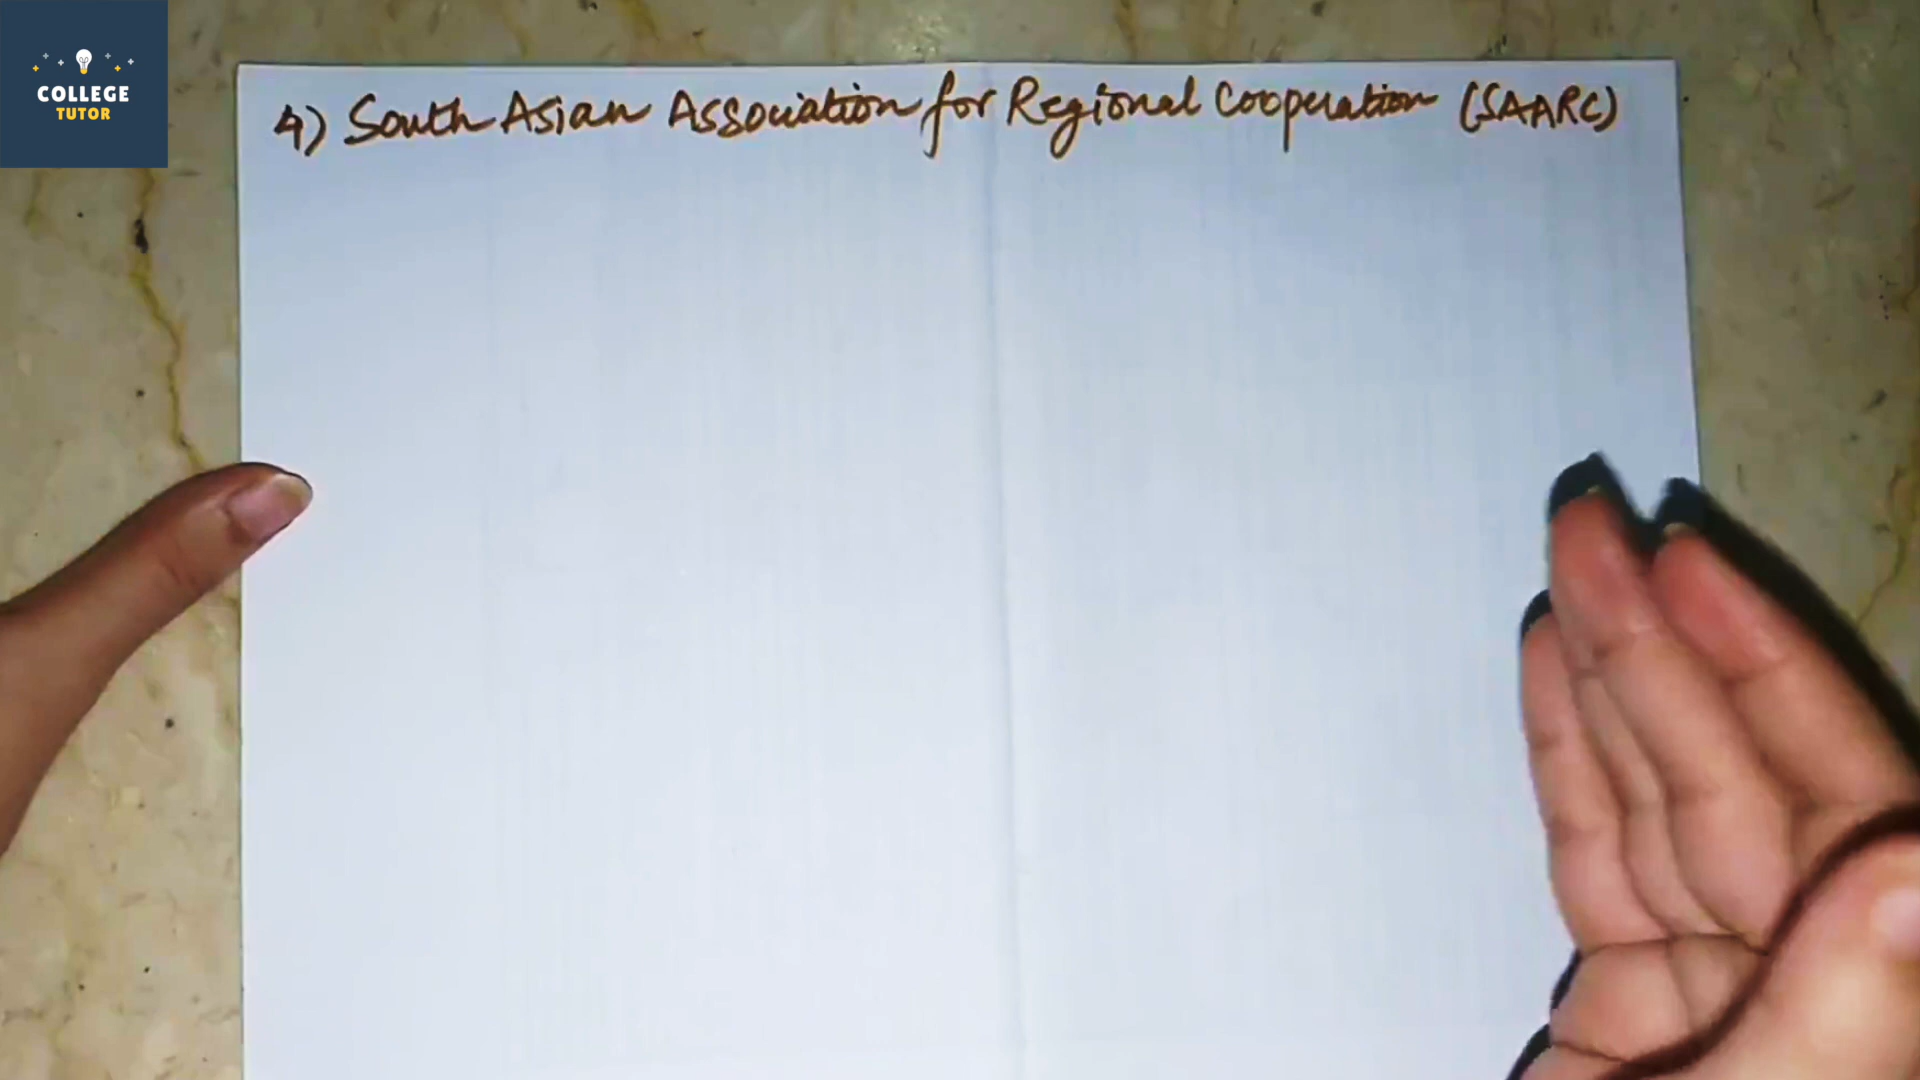 COLLEGE
TUTOR
4) South Asian Association for Regional Cooperation (SAARC)